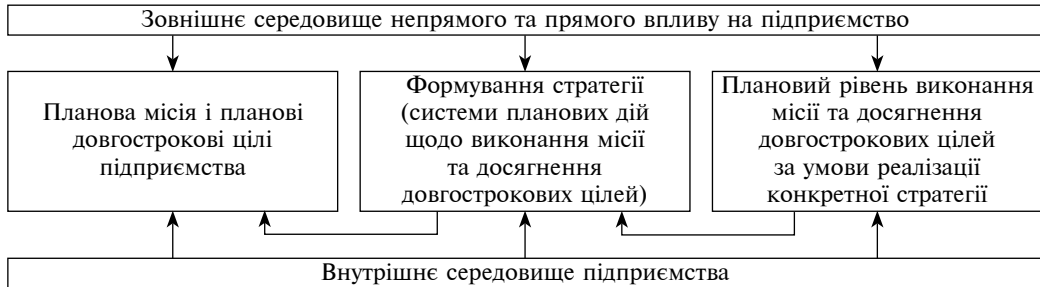 Зовнішнє середовище непрямого та прямого впливу на підприємство
Планова місія і планові
довгострокові цілі
підприємства
Формування стратегії
(системи планових дій
щодо виконання місії
та досягнення
довгострокових цілей)
Плановий рівень виконання
місії та досягнення
довгострокових цілей
за умови реалізації
конкретної стратегії
Внутрішнє середовище підприємства